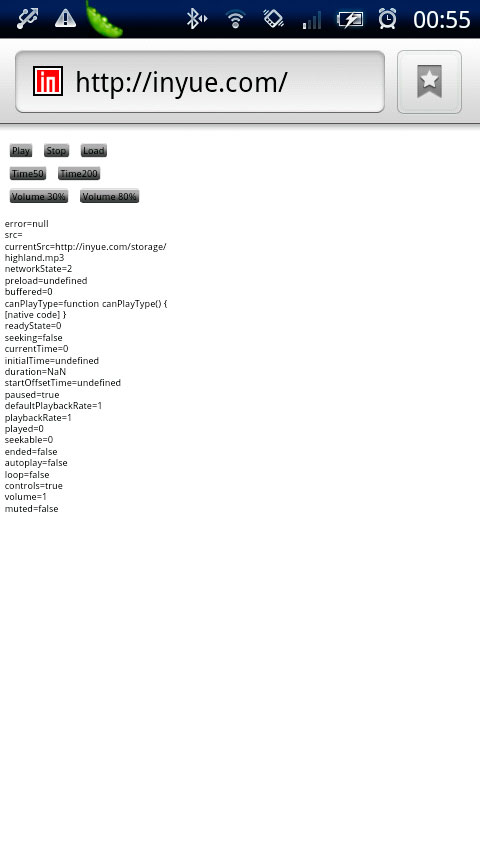 00:55
in http://inyue.com/
Play Stop Load
Time50 Time200
Volume 30% Volume 80%
error=null
src=
currentSrc=http://inyue.com/storage/
highland.mp3
networkState=2
preload=undefined
buffered=0
canPlayType=function canPlayType() {
[native code] }
readyState=0
seeking=false
currentTime=0
initialTime=undefined
duration=NaN
startOffsetTime=undefined
paused=true
defaultPlaybackRate=1
playbackRate=1
played=0
seekable=0
ended=false
autoplay=false
loop=false
controls=true
volume=1
muted=false